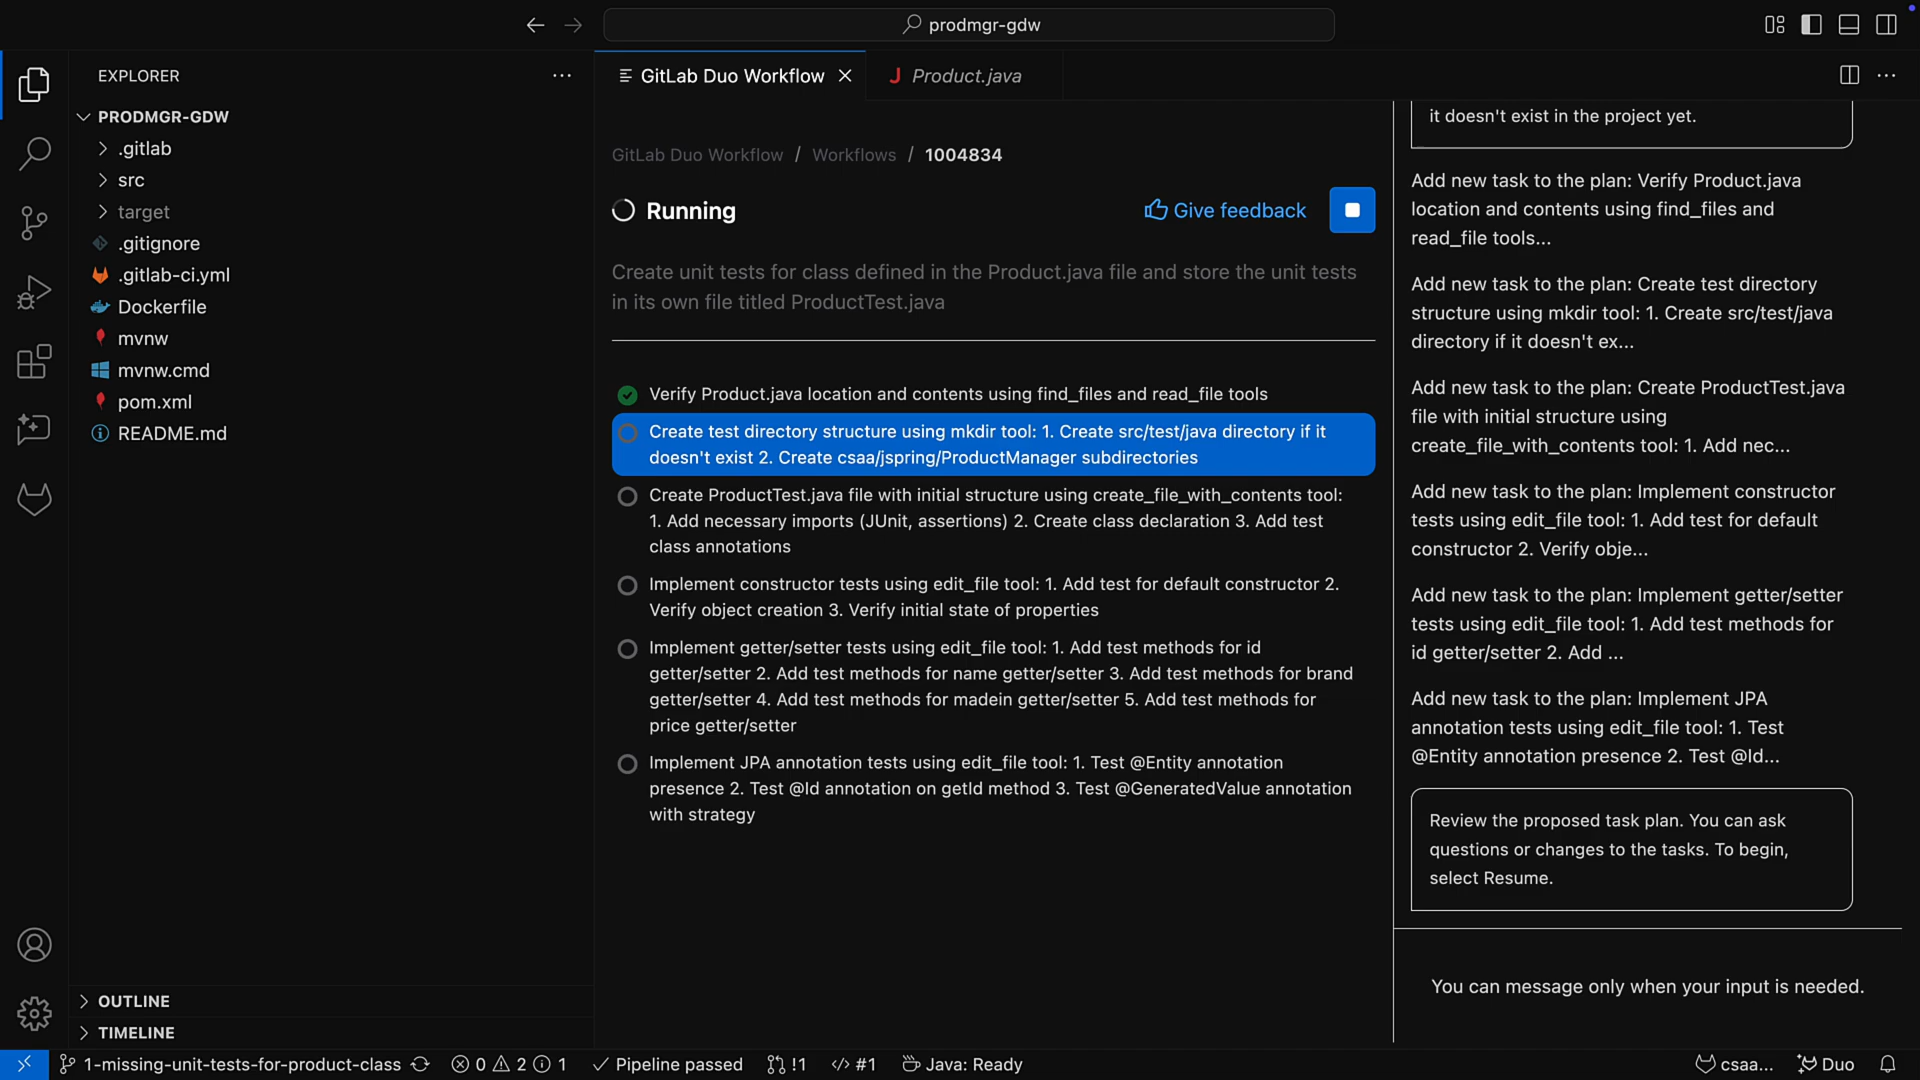 prodmgr-gdw
EXPLORER
PRODMGR-GDW
.gitlab
src
target
.gitignore
.gitlab-ci.yml
Dockerfile
mvnw
mvnw.cmd
pom.xml
README.md
OUTLINE
TIMELINE
GitLab Duo Workflow
J Product.java
GitLab Duo Workflow / Workflows / 1004834
Running
Give feedback
Create unit tests for class defined in the Product.java file and store the unit tests
in its own file titled ProductTest.java
Verify Product.java location and contents using find_files and read_file tools
Create test directory structure using mkdir tool: 1. Create src/test/java directory if it
doesn't exist 2. Create csaa/jspring/ProductManager subdirectories
Create ProductTest.java file with initial structure using create_file_with_contents tool:
1. Add necessary imports (JUnit, assertions) 2. Create class declaration 3. Add test
class annotations
Implement constructor tests using edit_file tool: 1. Add test for default constructor 2.
Verify object creation 3. Verify initial state of properties
Implement getter/setter tests using edit_file tool: 1. Add test methods for id
getter/setter 2. Add test methods for name getter/setter 3. Add test methods for brand
getter/setter 4. Add test methods for madein getter/setter 5. Add test methods for
price getter/setter
Implement JPA annotation tests using edit_file tool: 1. Test @Entity annotation
presence 2. Test @Id annotation on getId method 3. Test @GeneratedValue annotation
with strategy
it doesn't exist in the project yet.
Add new task to the plan: Verify Product.java
location and contents using find_files and
read_file tools...
Add new task to the plan: Create test directory
structure using mkdir tool: 1. Create src/test/java
directory if it doesn't ex...
Add new task to the plan: Create ProductTest.java
file with initial structure using
create_file_with_contents tool: 1. Add nec...
Add new task to the plan: Implement constructor
tests using edit_file tool: 1. Add test for default
constructor 2. Verify obje...
Add new task to the plan: Implement getter/setter
tests using edit_file tool: 1. Add test methods for
id getter/setter 2. Add ...
Add new task to the plan: Implement JPA
annotation tests using edit_file tool: 1. Test
@Entity annotation presence 2. Test @Id...
Review the proposed task plan. You can ask
questions or changes to the tasks. To begin,
select Resume.
You can message only when your input is needed.
1-missing-unit-tests-for-product-class 0 2 1 Pipeline passed !1 #1 Java: Ready csaa... Duo